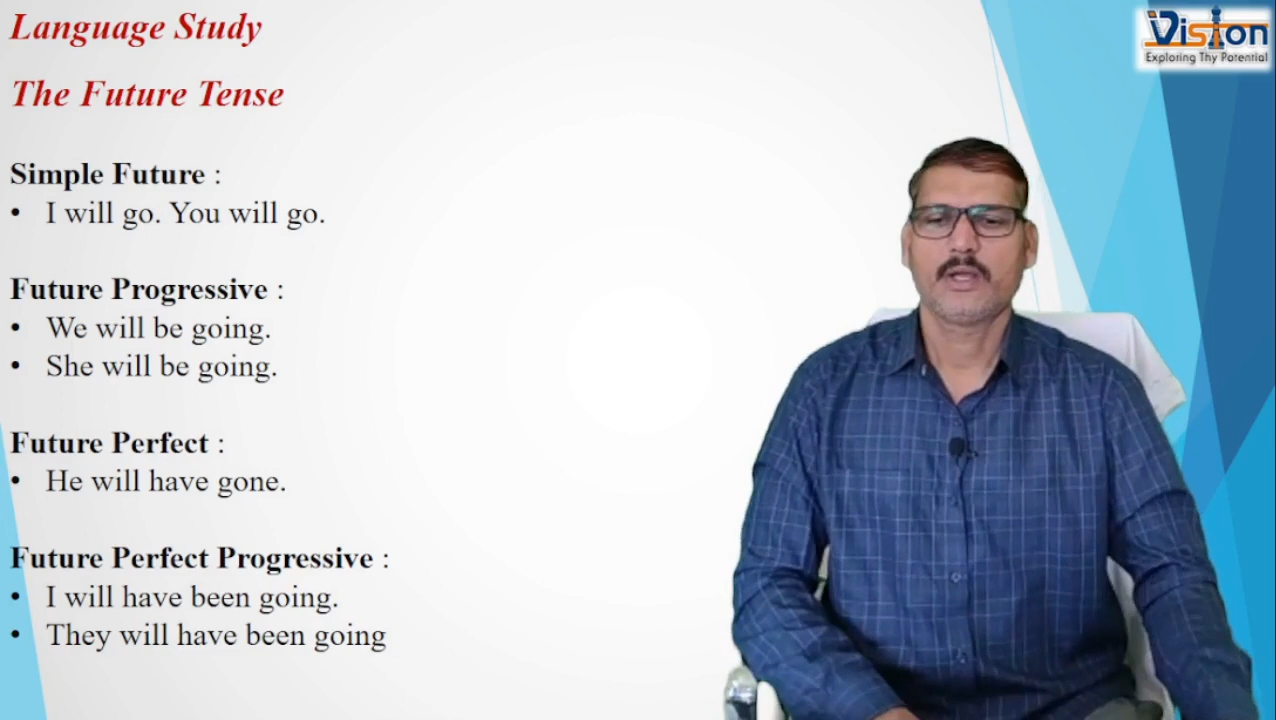 Language Study
The Future Tense
Simple Future :
• I will go. You will go.
Future Progressive :
• We will be going.
• She will be going.
Future Perfect :
• He will have gone.
Future Perfect Progressive :
• I will have been going.
• They will have been going
Vision
Exploring Thy Potential